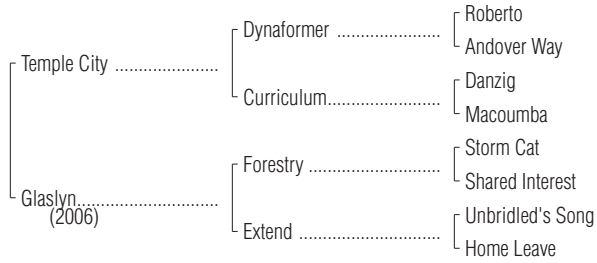 Roberto
Dynaformer ..................
Andover Way
Temple City ..................
Danzig
Curriculum..................
Macoumba
Storm Cat
Forestry ..................
Shared Interest
Glaslyn..................
(2006)
Unbridled's Song
Extend ..................
Home Leave